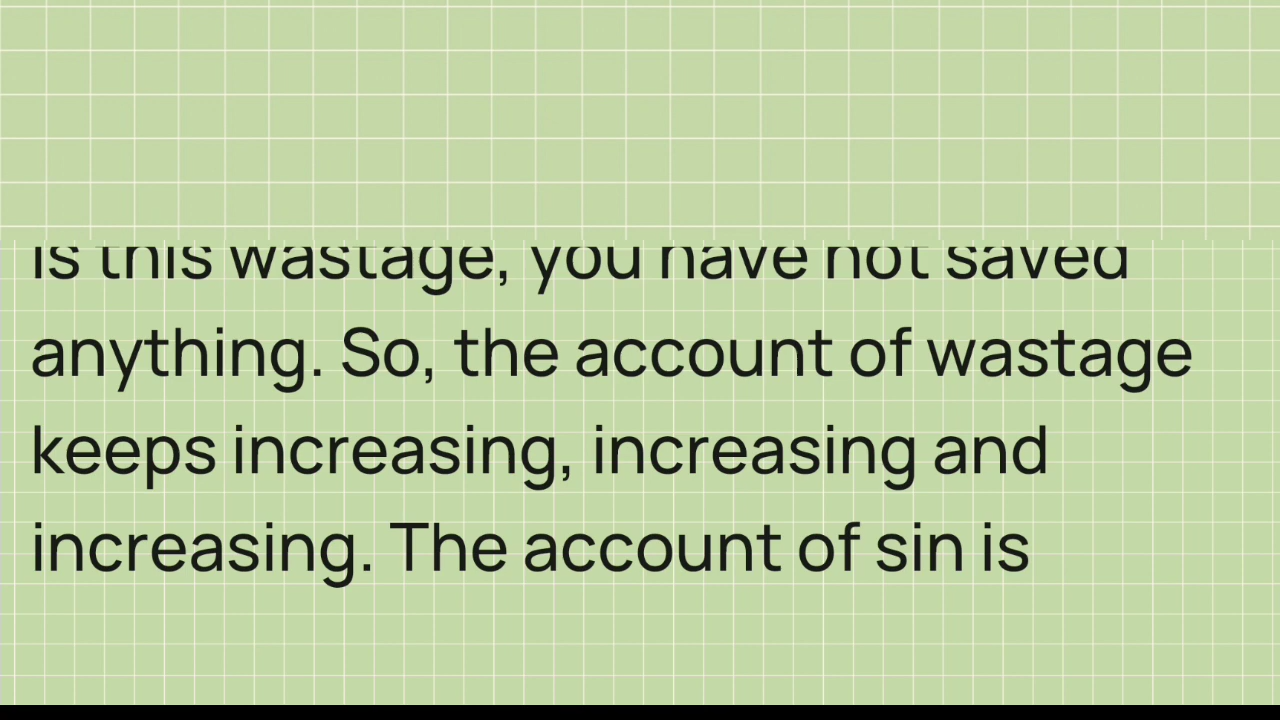 is this wastage, you have not saved
anything. So, the account of wastage
keeps increasing, increasing and
increasing. The account of sin is